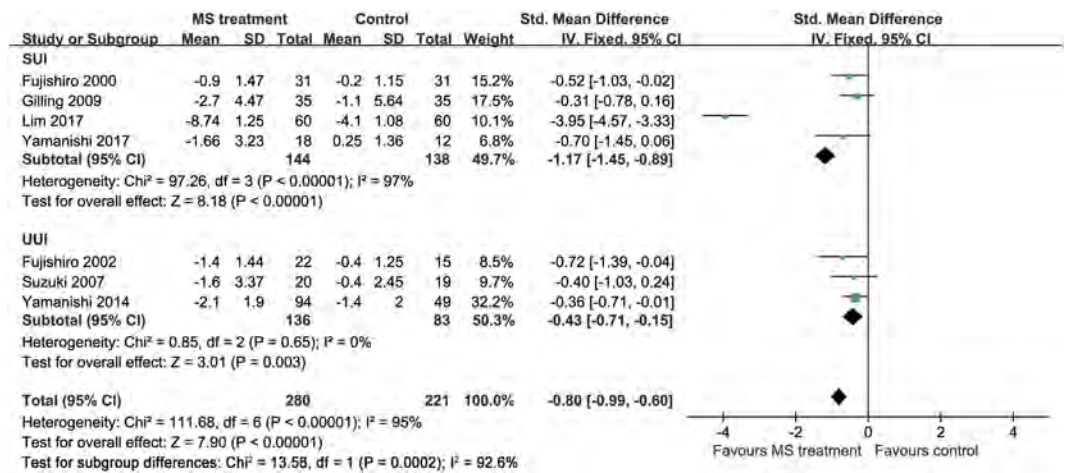 MS treatment Control Std. Mean Difference Std. Mean Difference
Study or Subgroup Mean SD Total Mean SD Total Weight IV, Fixed, 95% CI IV, Fixed, 95% CI
SUI
Fujishiro 2000 -0.9 1.47 31 -0.2 1.15 31 15.2% -0.52 [-1.03, -0.02]
Gilling 2009 -2.7 4.47 35 -1.1 5.64 35 17.5% -0.31 [-0.78, 0.16]
Lim 2017 -8.74 1.25 60 -4.1 1.08 60 10.1% -3.95 [-4.57, -3.33]
Yamanishi 2017 -1.66 3.23 18 0.25 1.36 12 6.8% -0.70 [-1.45, 0.06]
Subtotal (95% CI) 144 138 49.7% -1.17 [-1.45, -0.89]
Heterogeneity: Chi² = 97.26, df = 3 (P < 0.00001); I² = 97%
Test for overall effect: Z = 8.18 (P < 0.00001)
UUI
Fujishiro 2002 -1.4 1.44 22 -0.4 1.25 15 8.5% -0.72 [-1.39, -0.04]
Suzuki 2007 -1.6 3.37 20 -0.4 2.45 19 9.7% -0.40 [-1.03, 0.24]
Yamanishi 2014 -2.1 1.9 94 -1.4 2 49 32.2% -0.36 [-0.71, -0.01]
Subtotal (95% CI) 136 83 50.3% -0.43 [-0.71, -0.15]
Heterogeneity: Chi² = 0.85, df = 2 (P = 0.65); I² = 0%
Test for overall effect: Z = 3.01 (P = 0.003)
Total (95% CI) 280 221 100.0% -0.80 [-0.99, -0.60]
Heterogeneity: Chi² = 111.68, df = 6 (P < 0.00001); I² = 95%
Test for overall effect: Z = 7.90 (P < 0.00001)
Test for subgroup differences: Chi² = 13.58, df = 1 (P = 0.0002); I² = 92.6%
-4 -2 0 2 4
Favours MS treatment Favours control